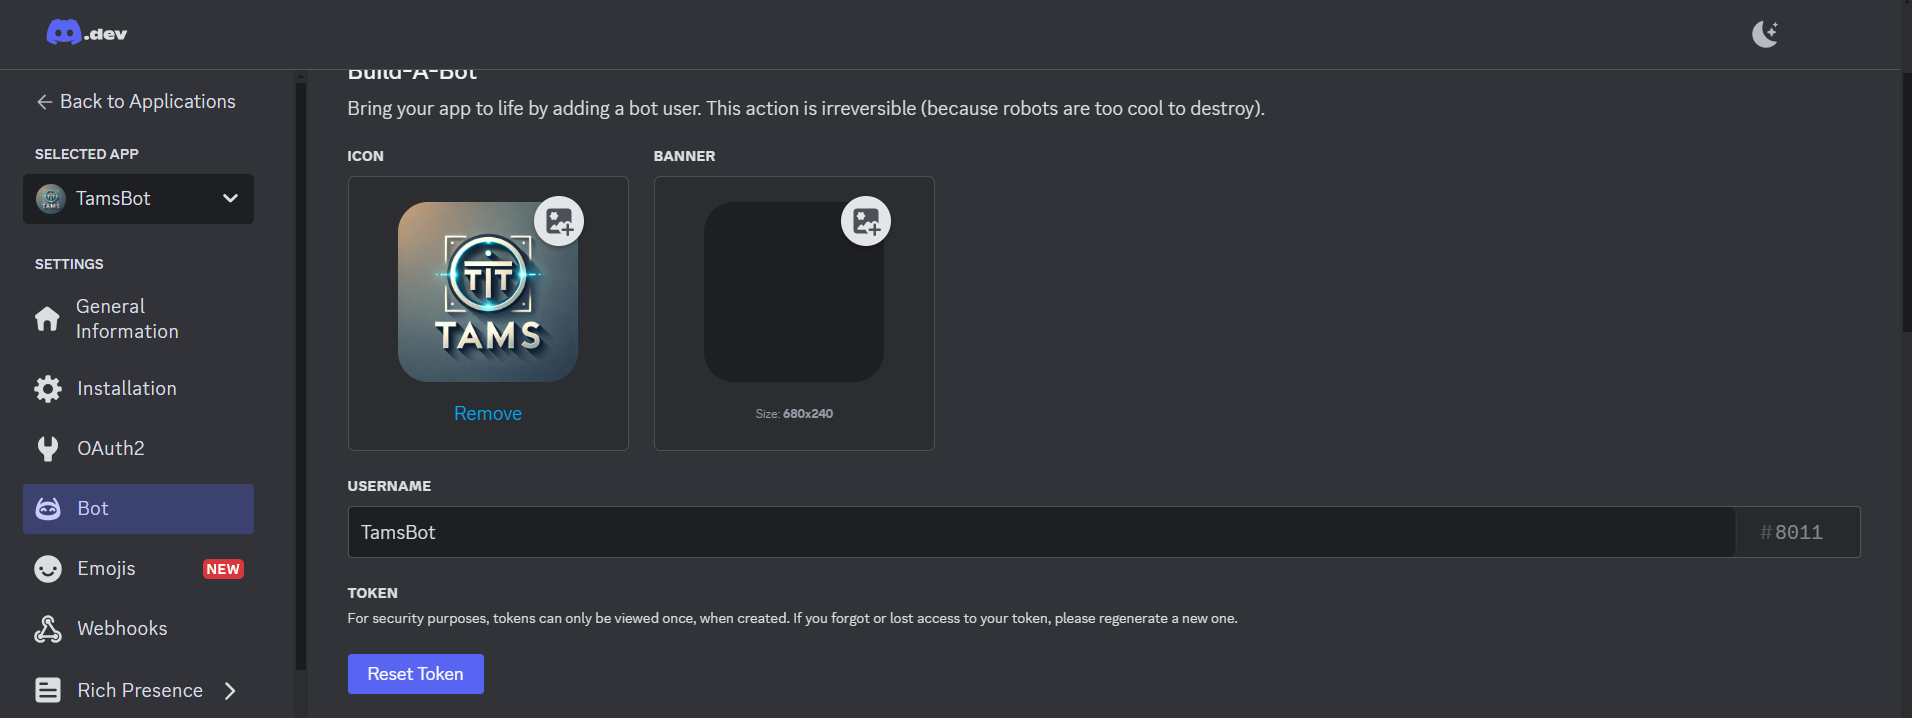 .dev
Build-A-Bot
Back to Applications
Bring your app to life by adding a bot user. This action is irreversible (because robots are too cool to destroy).
SELECTED APP
TamsBot
SETTINGS
General
Information
Installation
OAuth2
Bot
Emojis
NEW
Webhooks
Rich Presence
ICON
BANNER
TIT
TAMS
Remove
Size: 680x240
USERNAME
TamsBot
#8011
TOKEN
For security purposes, tokens can only be viewed once, when created. If you forgot or lost access to your token, please regenerate a new one.
Reset Token